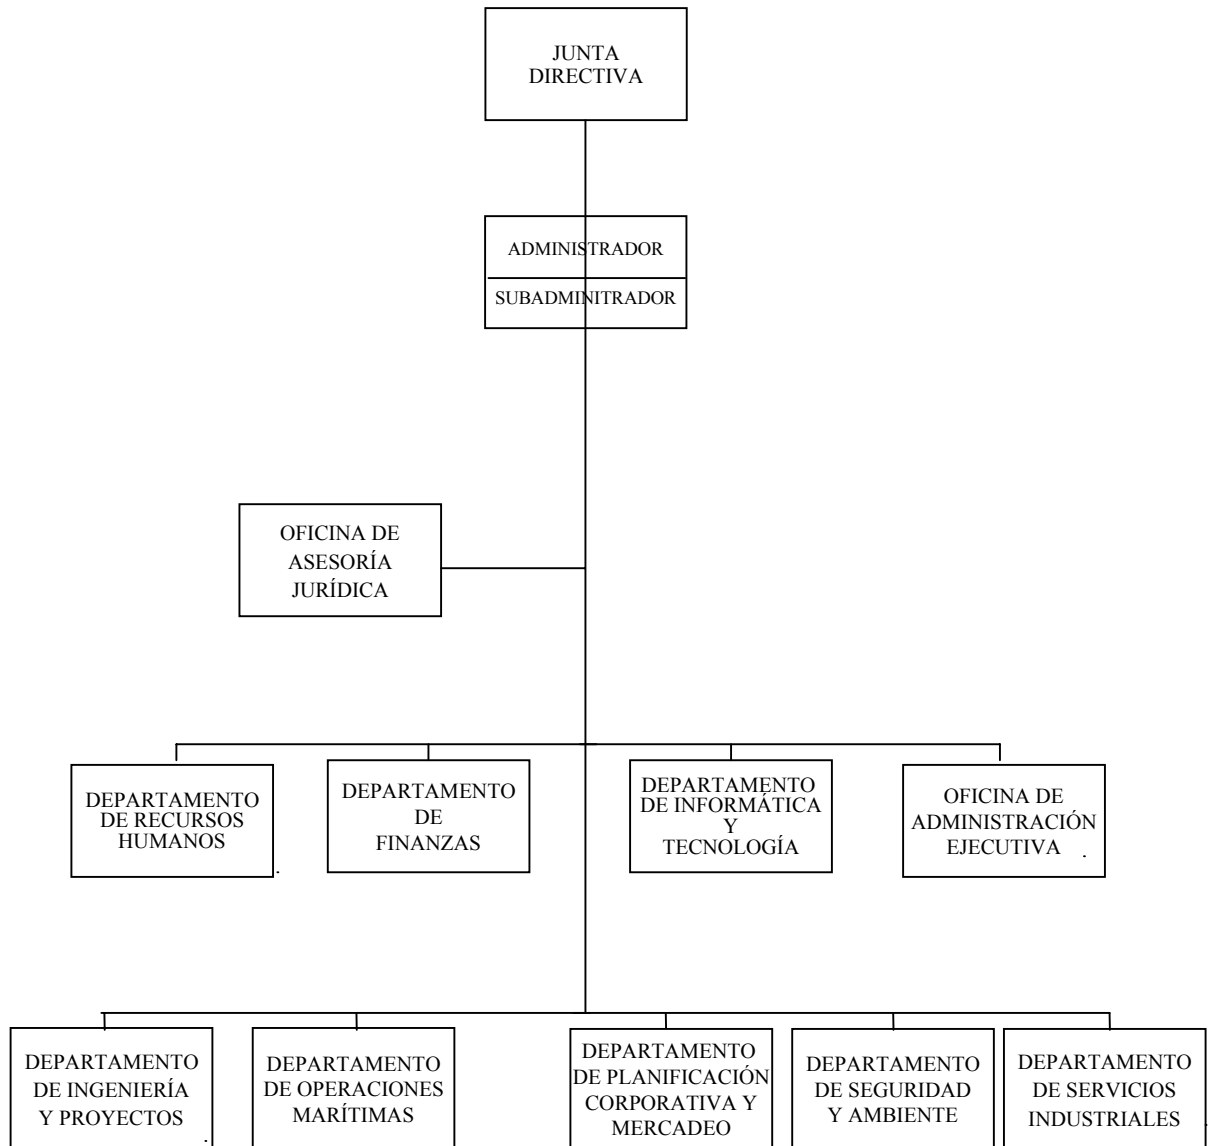 JUNTA
DIRECTIVA
ADMINISTRADOR
SUBADMINITRADOR
OFICINA DE
ASESORÍA
JURÍDICA
DEPARTAMENTO
DE RECURSOS
HUMANOS
.
DEPARTAMENTO
DE
FINANZAS
DEPARTAMENTO
DE INFORMÁTICA
Y
TECNOLOGÍA
OFICINA DE
ADMINISTRACIÓN
EJECUTIVA .
DEPARTAMENTO
DE INGENIERÍA
Y PROYECTOS
.
DEPARTAMENTO
DE OPERACIONES
MARÍTIMAS
DEPARTAMENTO
DE PLANIFICACIÓN
CORPORATIVA Y
MERCADEO
DEPARTAMENTO
DE SEGURIDAD
Y AMBIENTE
DEPARTAMENTO
DE SERVICIOS
INDUSTRIALES .